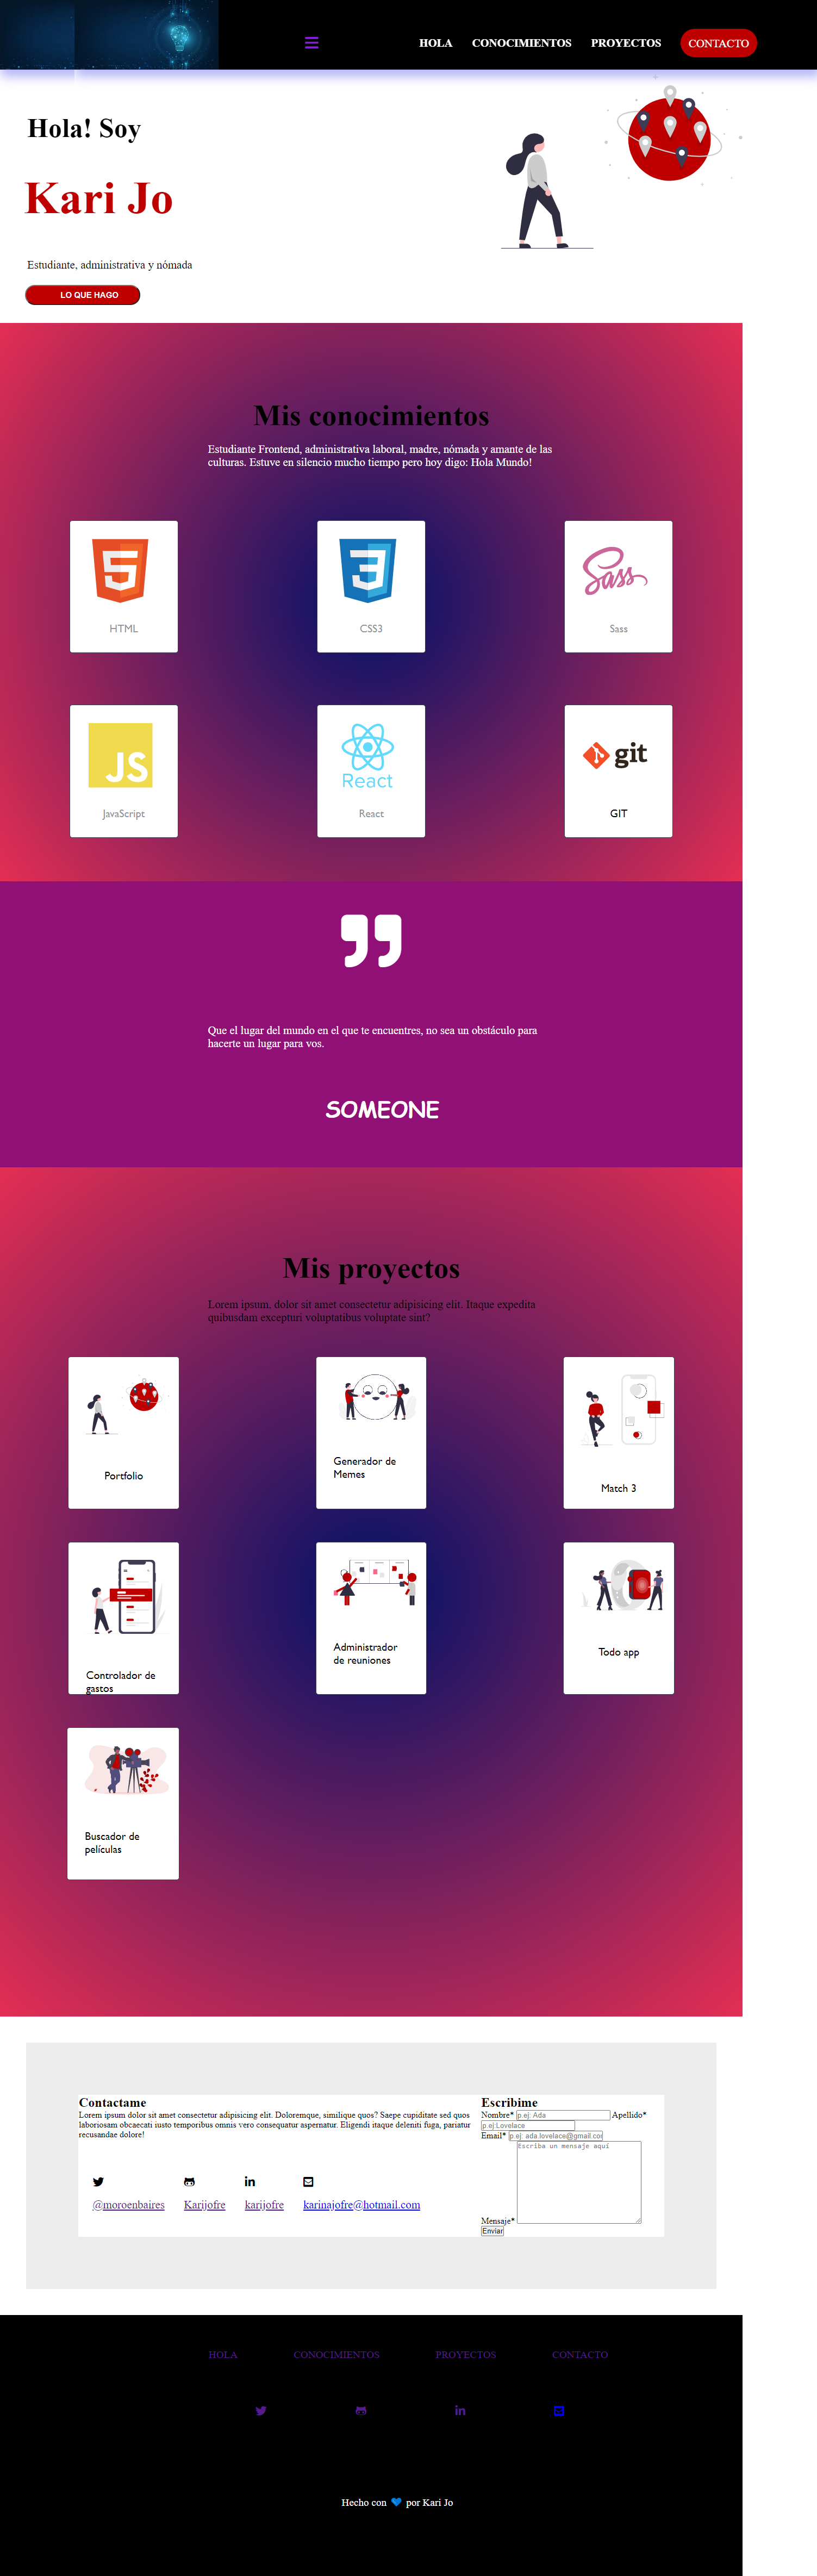 HOLA CONOCIMIENTOS PROYECTOS CONTACTO
Hola! Soy
Kari Jo
Estudiante, administrativa y nómada
LO QUE HAGO
Mis conocimientos
Estudiante Frontend, administrativa laboral, madre, nómada y amante de las
culturas. Estuve en silencio mucho tiempo pero hoy digo: Hola Mundo!
HTML
CSS3
Sass
Sass
JS
JavaScript
React
React
git
GIT
Que el lugar del mundo en el que te encuentres, no sea un obstáculo para
hacerte un lugar para vos.
SOMEONE
Mis proyectos
Lorem ipsum, dolor sit amet consectetur adipisicing elit. Itaque expedita
quibusdam excepturi voluptatibus voluptate sint?
Portfolio
Generador de
Memes
Match 3
Controlador de
gastos
Administrador
de reuniones
Todo app
Buscador de
películas
Contactame
Lorem ipsum dolor sit amet consectetur adipisicing elit. Doloremque, similique quos? Saepe cupiditate sed quos
laboriosam obcaecati iusto temporibus omnis vero consequatur aspernatur. Eligendi itaque deleniti fuga, pariatur
recusandae dolore!
@moroenbaires
Karijofre
karijofre
karinajofre@hotmail.com
Escribime
Nombre* p.ej: Ada Apellido*
p.ej:Lovelace
Email* p.ej: ada.lovelace@gmail.co
Escriba un mensaje aquí
Mensaje*
Enviar
HOLA CONOCIMIENTOS PROYECTOS CONTACTO
Hecho con por Kari Jo